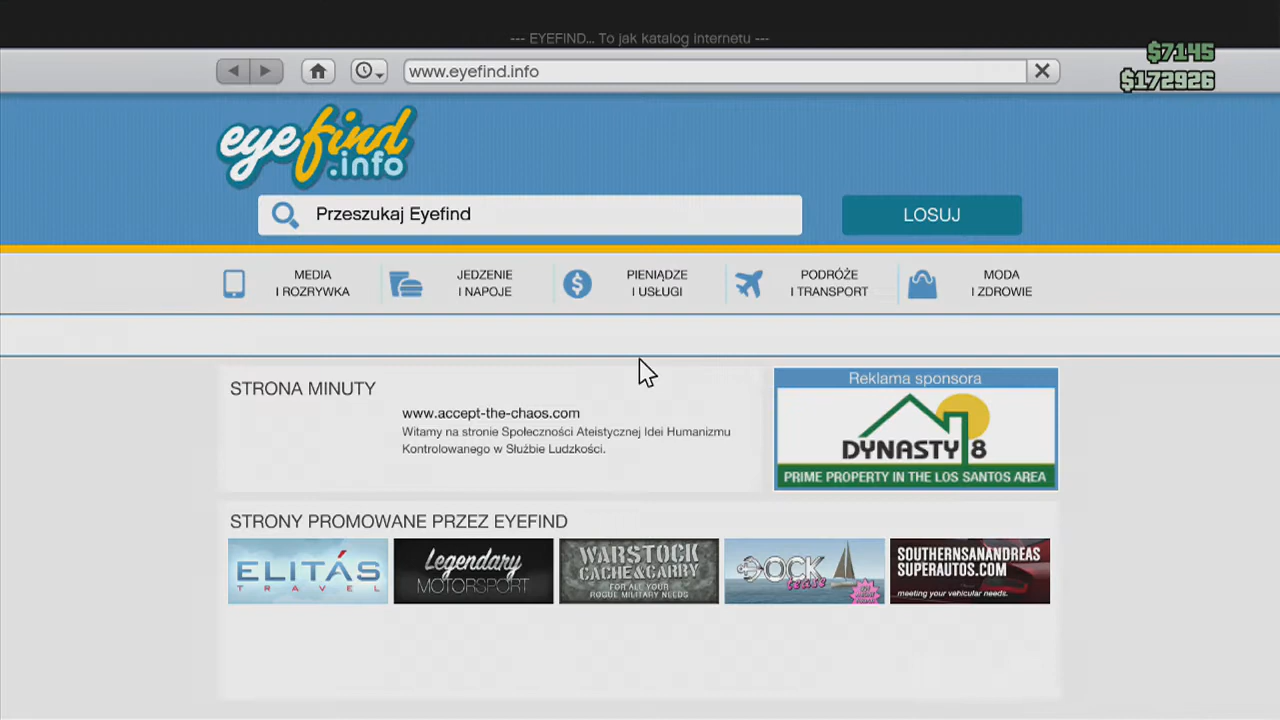 --- EYEFIND... To jak katalog internetu ---
$7145
$172926
www.eyefind.info
eyefind
.info
Przeszukaj Eyefind
LOSUJ
MEDIA
I ROZRYWKA
JEDZENIE
I NAPOJE
PIENIĄDZE
I USŁUGI
PODRÓŻE
I TRANSPORT
MODA
I ZDROWIE
STRONA MINUTY
www.accept-the-chaos.com
Witamy na stronie Społeczności Ateistycznej Idei Humanizmu
Kontrolowanego w Służbie Ludzkości.
Reklama sponsora
DYNASTY 8
PRIME PROPERTY IN THE LOS SANTOS AREA
STRONY PROMOWANE PRZEZ EYEFIND
ELITÁS
TRAVEL
Legendary
MOTORSPORT
WARSTOCK
CACHE&CARRY
FOR ALL YOUR
ROGUE MILITARY NEEDS
DOCK
tease
SOUTHERNSANANDREAS
SUPERAUTOS.COM
meeting your vehicular needs.